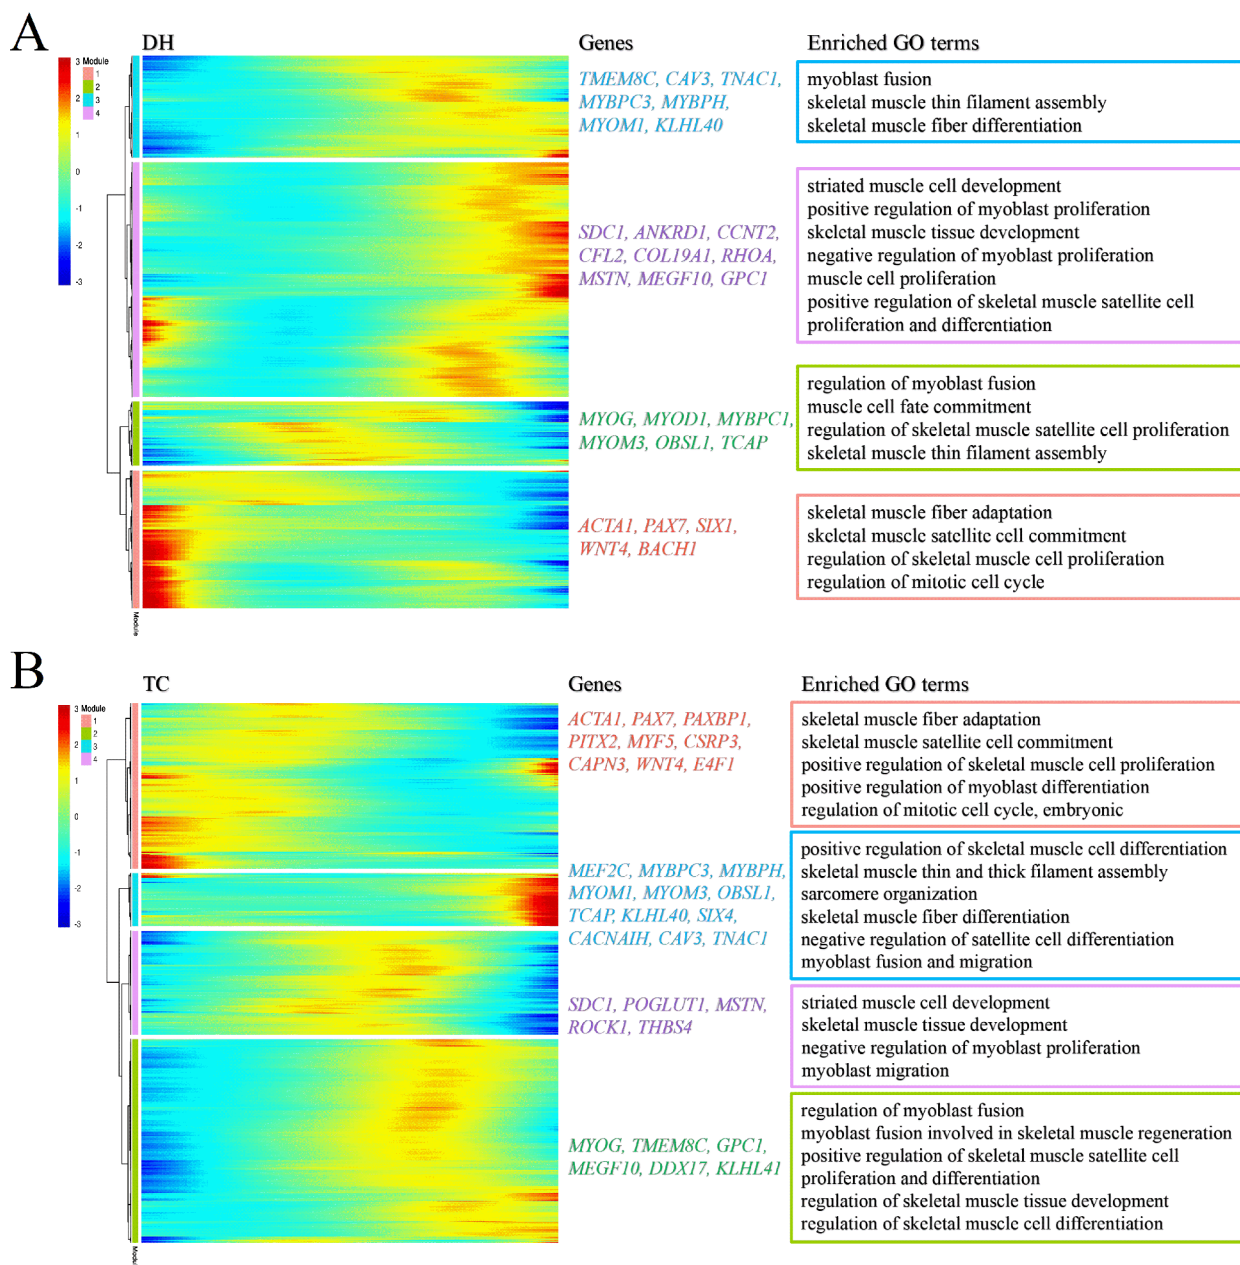 A
DH
Genes
Enriched GO terms
3
2
1
0
-1
-2
-3
Module
1
2
3
4
TMEM8C, CAV3, TNAC1,
MYBPC3, MYBPH,
MYOM1, KLHL40
myoblast fusion
skeletal muscle thin filament assembly
skeletal muscle fiber differentiation
SDC1, ANKRD1, CCNT2,
CFL2, COL19A1, RHOA,
MSTN, MEGF10, GPC1
striated muscle cell development
positive regulation of myoblast proliferation
skeletal muscle tissue development
negative regulation of myoblast proliferation
muscle cell proliferation
positive regulation of skeletal muscle satellite cell
proliferation and differentiation
MYOG, MYOD1, MYBPC1,
MYOM3, OBSL1, TCAP
regulation of myoblast fusion
muscle cell fate commitment
regulation of skeletal muscle satellite cell proliferation
skeletal muscle thin filament assembly
ACTA1, PAX7, SIX1,
WNT4, BACH1
skeletal muscle fiber adaptation
skeletal muscle satellite cell commitment
regulation of skeletal muscle cell proliferation
regulation of mitotic cell cycle
Module
B
TC
Genes
Enriched GO terms
3
2
1
0
-1
-2
-3
Module
1
2
3
4
ACTA1, PAX7, PAXBP1,
PITX2, MYF5, CSRP3,
CAPN3, WNT4, E4F1
skeletal muscle fiber adaptation
skeletal muscle satellite cell commitment
positive regulation of skeletal muscle cell proliferation
positive regulation of myoblast differentiation
regulation of mitotic cell cycle, embryonic
MEF2C, MYBPC3, MYBPH,
MYOM1, MYOM3, OBSL1,
TCAP, KLHL40, SIX4,
CACNAIH, CAV3, TNAC1
positive regulation of skeletal muscle cell differentiation
skeletal muscle thin and thick filament assembly
sarcomere organization
skeletal muscle fiber differentiation
negative regulation of satellite cell differentiation
myoblast fusion and migration
SDC1, POGLUT1, MSTN,
ROCK1, THBS4
striated muscle cell development
skeletal muscle tissue development
negative regulation of myoblast proliferation
myoblast migration
MYOG, TMEM8C, GPC1,
MEGF10, DDX17, KLHL41
regulation of myoblast fusion
myoblast fusion involved in skeletal muscle regeneration
positive regulation of skeletal muscle satellite cell
proliferation and differentiation
regulation of skeletal muscle tissue development
regulation of skeletal muscle cell differentiation
Modul